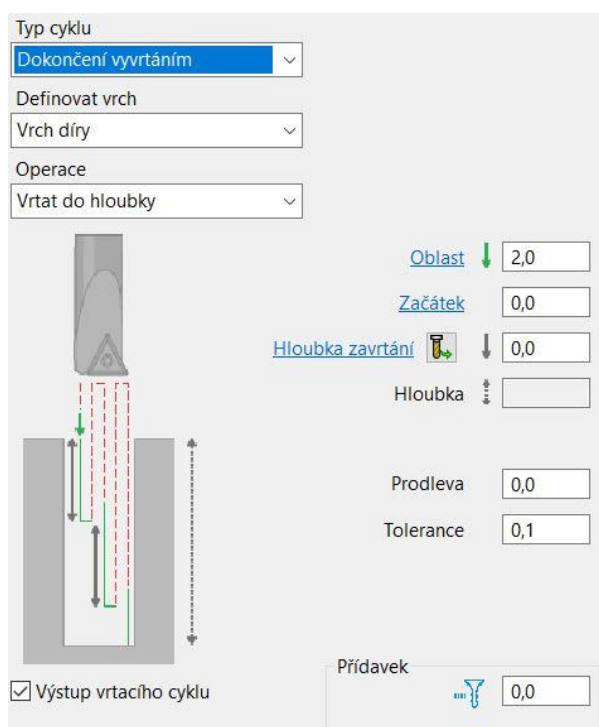 Typ cyklu
Dokončení vyvrtáním
Definovat vrch
Vrch díry
Operace
Vrtat do hloubky
Oblast 2,0
Začátek 0,0
Hloubka zavrtání 0,0
Hloubka
Prodleva 0,0
Tolerance 0,1
Přídavek
Výstup vrtacího cyklu 0,0